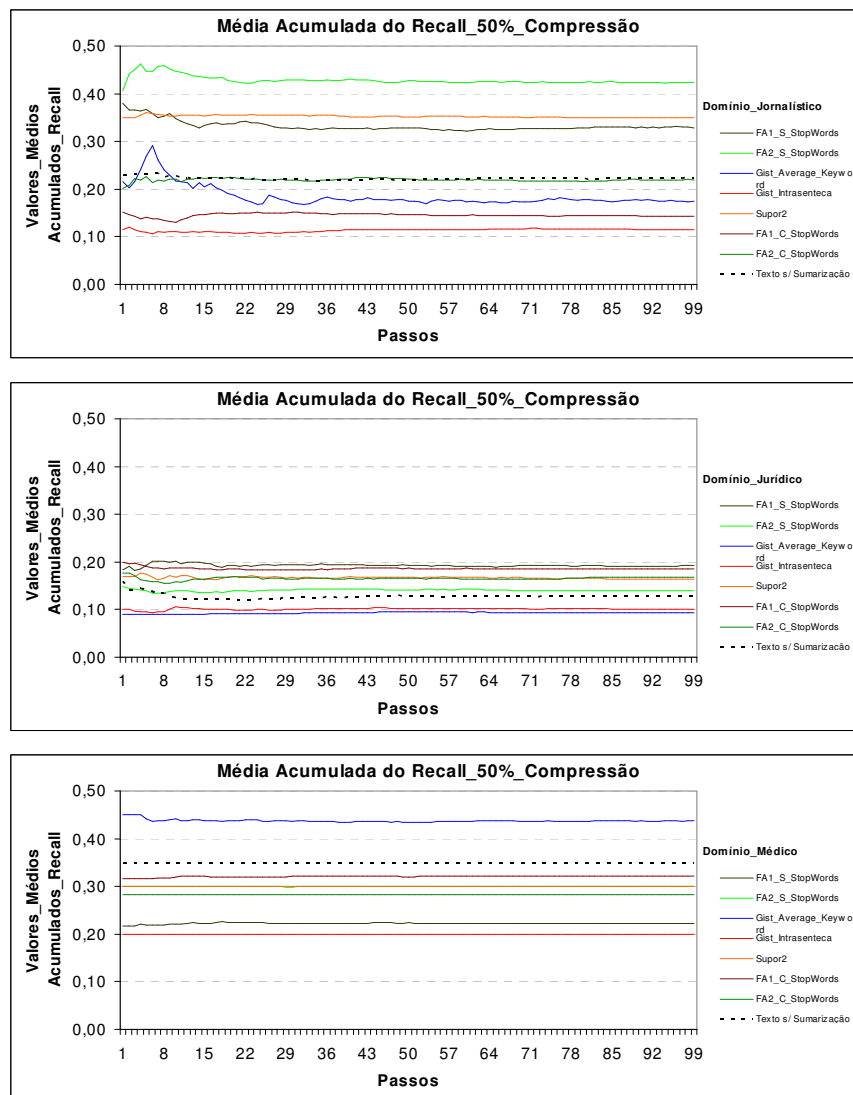 Média Acumulada do Recall_50%_Compressão
Valores_Médios
Acumulados_Recall
0,50
0,40
0,30
0,20
0,10
0,00
1 8 15 22 29 36 43 50 57 64 71 78 85 92 99
Passos
Domínio_Jornalístico
FA1_S_StopWords
FA2_S_StopWords
Gist_Average_Keywo
rd
Gist_Intrasenteca
Supor2
FA1_C_StopWords
FA2_C_StopWords
Texto s/ Sumarização
Média Acumulada do Recall_50%_Compressão
Valores_Médios
Acumulados_Recall
0,50
0,40
0,30
0,20
0,10
0,00
1 8 15 22 29 36 43 50 57 64 71 78 85 92 99
Passos
Domínio_Jurídico
FA1_S_StopWords
FA2_S_StopWords
Gist_Average_Keywo
rd
Gist_Intrasenteca
Supor2
FA1_C_StopWords
FA2_C_StopWords
Texto s/ Sumarização
Média Acumulada do Recall_50%_Compressão
Valores_Médios
Acumulados_Recall
0,50
0,40
0,30
0,20
0,10
0,00
1 8 15 22 29 36 43 50 57 64 71 78 85 92 99
Passos
Domínio_Médico
FA1_S_StopWords
FA2_S_StopWords
Gist_Average_Keywo
rd
Gist_Intrasenteca
Supor2
FA1_C_StopWords
FA2_C_StopWords
Texto s/ Sumarização